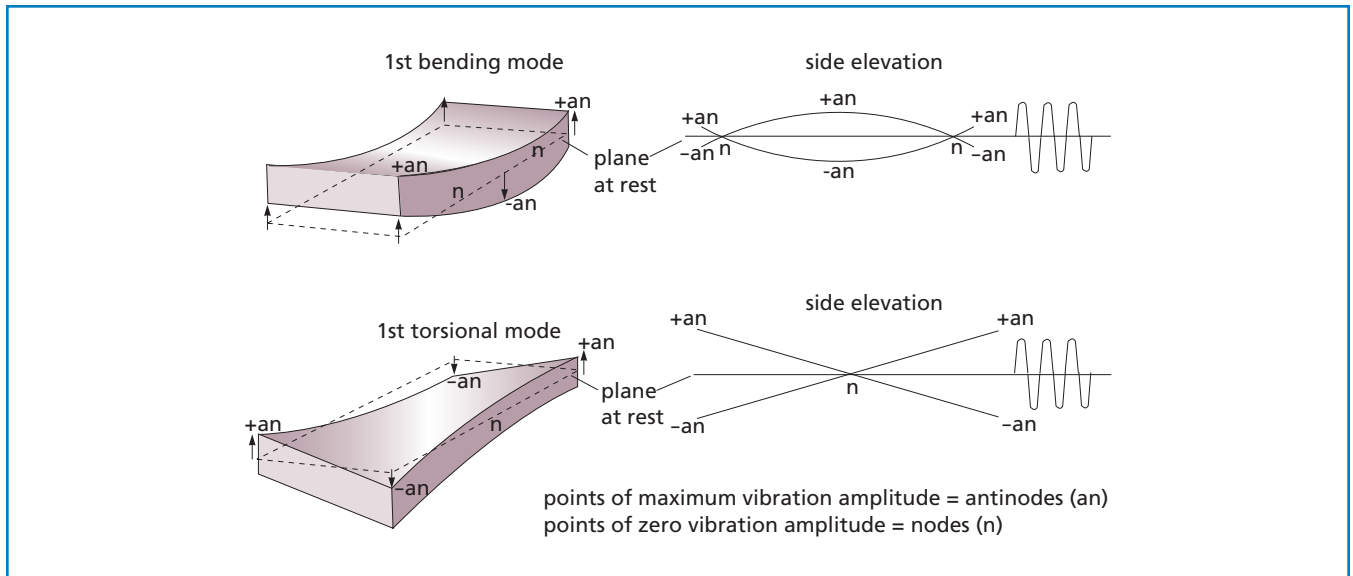 1st bending mode
side elevation
+an
+an
n
n
-an
plane
at rest
+an
+an
+an
-an
n
n
-an
-an
1st torsional mode
side elevation
+an
-an
+an
n
-an
plane
at rest
+an
+an
n
-an
-an
points of maximum vibration amplitude = antinodes (an)
points of zero vibration amplitude = nodes (n)